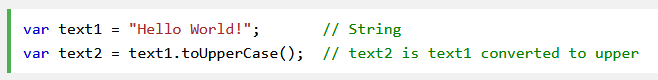 var text1 = "Hello World!";       // String
var text2 = text1.toUpperCase();  // text2 is text1 converted to upper